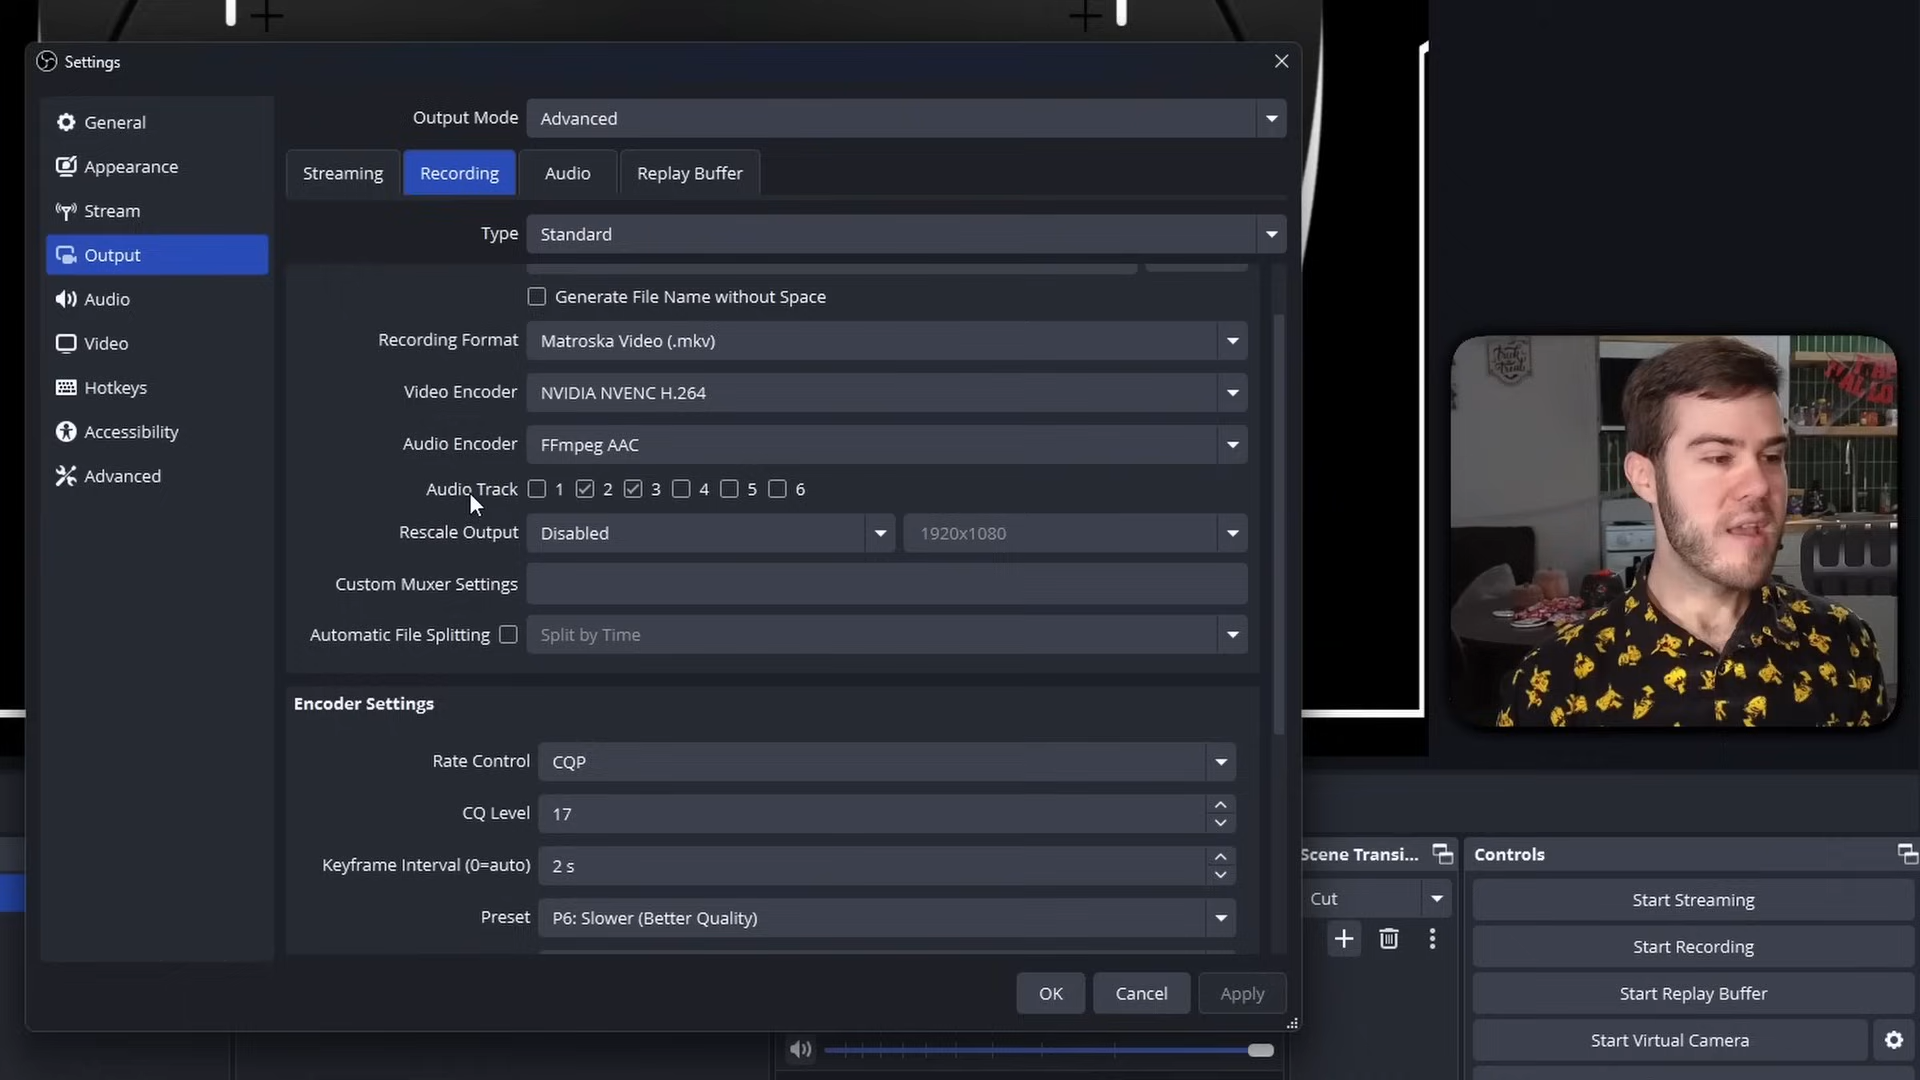 Settings
General
Appearance
Stream
Output
Audio
Video
Hotkeys
Accessibility
Advanced
Output Mode Advanced
Streaming Recording Audio Replay Buffer
Type Standard
Generate File Name without Space
Recording Format Matroska Video (.mkv)
Video Encoder NVIDIA NVENC H.264
Audio Encoder FFmpeg AAC
Audio Track 1 2 3 4 5 6
Rescale Output Disabled 1920x1080
Custom Muxer Settings
Automatic File Splitting Split by Time
Encoder Settings
Rate Control CQP
CQ Level 17
Keyframe Interval (0=auto) 2 s
Preset P6: Slower (Better Quality)
OK Cancel Apply
Scene Transi...
Cut
Controls
Start Streaming
Start Recording
Start Replay Buffer
Start Virtual Camera